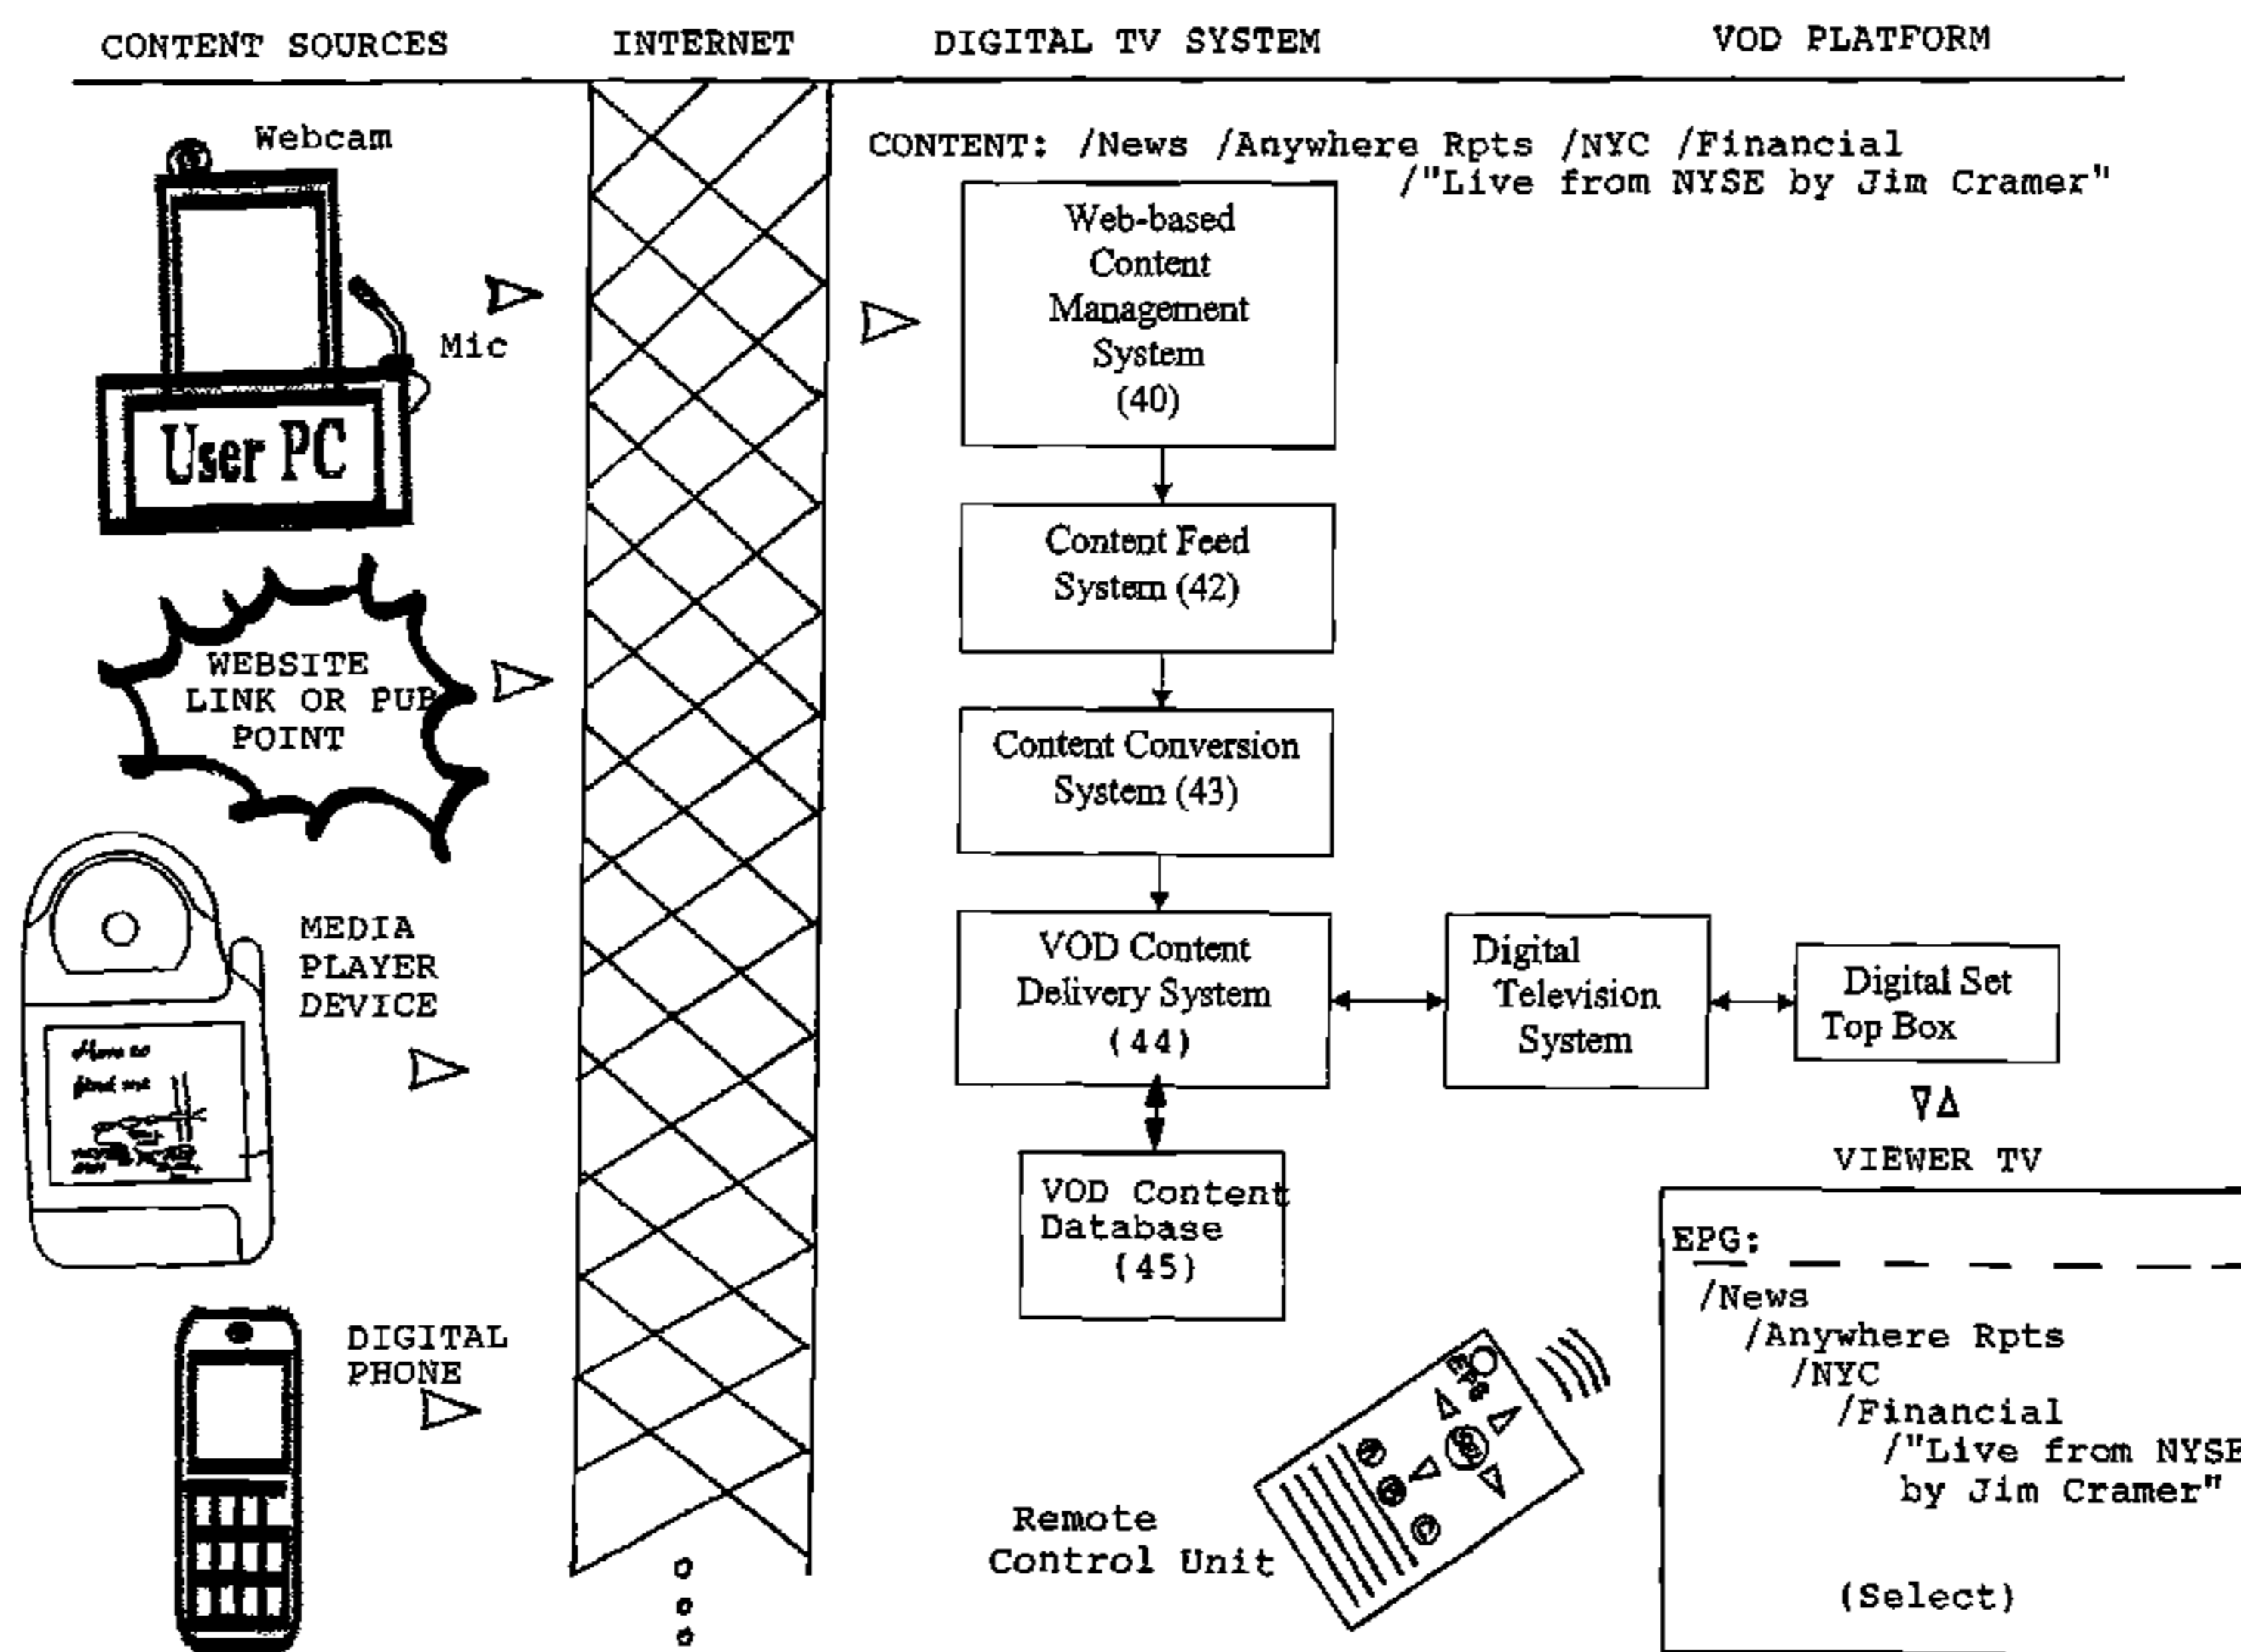 CONTENT SOURCES
INTERNET
DIGITAL TV SYSTEM
VOD PLATFORM
Webcam
Mic
User PC
WEBSITE
LINK OR PUB
POINT
MEDIA
PLAYER
DEVICE
Have to
find me
DIGITAL
PHONE
CONTENT: /News /Anywhere Rpts /NYC /Financial
/"Live from NYSE by Jim Cramer"
Web-based
Content
Management
System
(40)
Content Feed
System (42)
Content Conversion
System (43)
VOD Content
Delivery System
(44)
Digital
Television
System
Digital Set
Top Box
VOD Content
Database
(45)
VIEWER TV
EPG:
/News
/Anywhere Rpts
/NYC
/Financial
/"Live from NYSE
by Jim Cramer"
(Select)
Remote
Control Unit